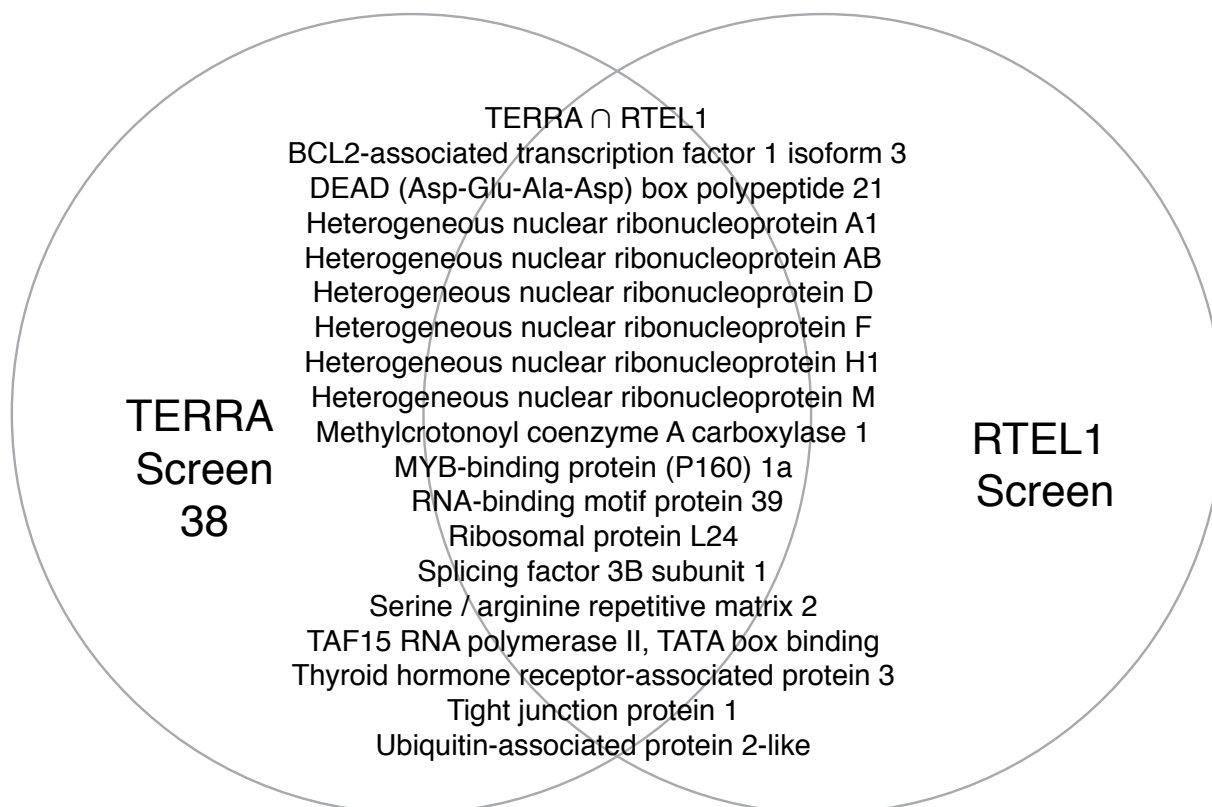 TERRA ∩ RTEL1
BCL2-associated transcription factor 1 isoform 3
DEAD (Asp-Glu-Ala-Asp) box polypeptide 21
Heterogeneous nuclear ribonucleoprotein A1
Heterogeneous nuclear ribonucleoprotein AB
Heterogeneous nuclear ribonucleoprotein D
Heterogeneous nuclear ribonucleoprotein F
Heterogeneous nuclear ribonucleoprotein H1
Heterogeneous nuclear ribonucleoprotein M
Methylcrotonoyl coenzyme A carboxylase 1
MYB-binding protein (P160) 1a
RNA-binding motif protein 39
Ribosomal protein L24
Splicing factor 3B subunit 1
Serine / arginine repetitive matrix 2
TAF15 RNA polymerase II, TATA box binding
Thyroid hormone receptor-associated protein 3
Tight junction protein 1
Ubiquitin-associated protein 2-like
TERRA
Screen
38
RTEL1
Screen